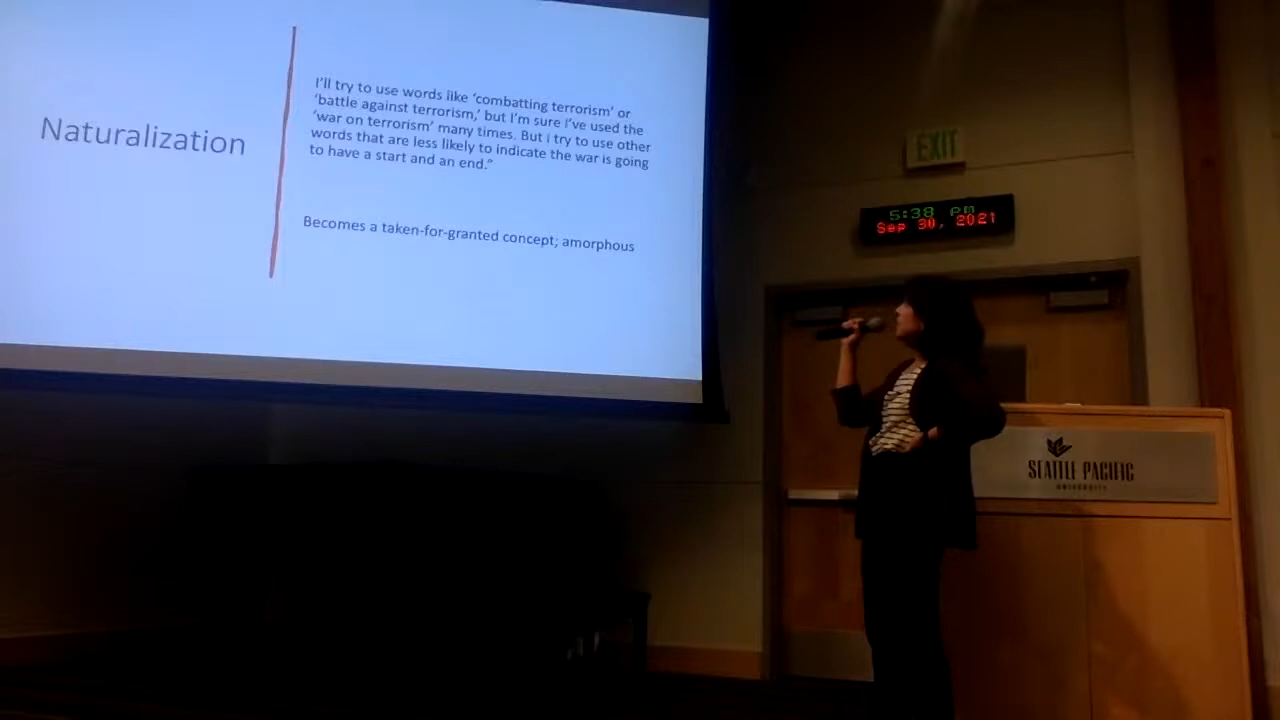 Naturalization
I'll try to use words like 'combatting terrorism' or
'battle against terrorism,' but I'm sure I've used the
'war on terrorism' many times. But i try to use other
words that are less likely to indicate the war is going
to have a start and an end."
Becomes a taken-for-granted concept; amorphous
EXIT
5:38 PM
Sep 30, 2021
SEATTLE PACIFIC
UNIVERSITY